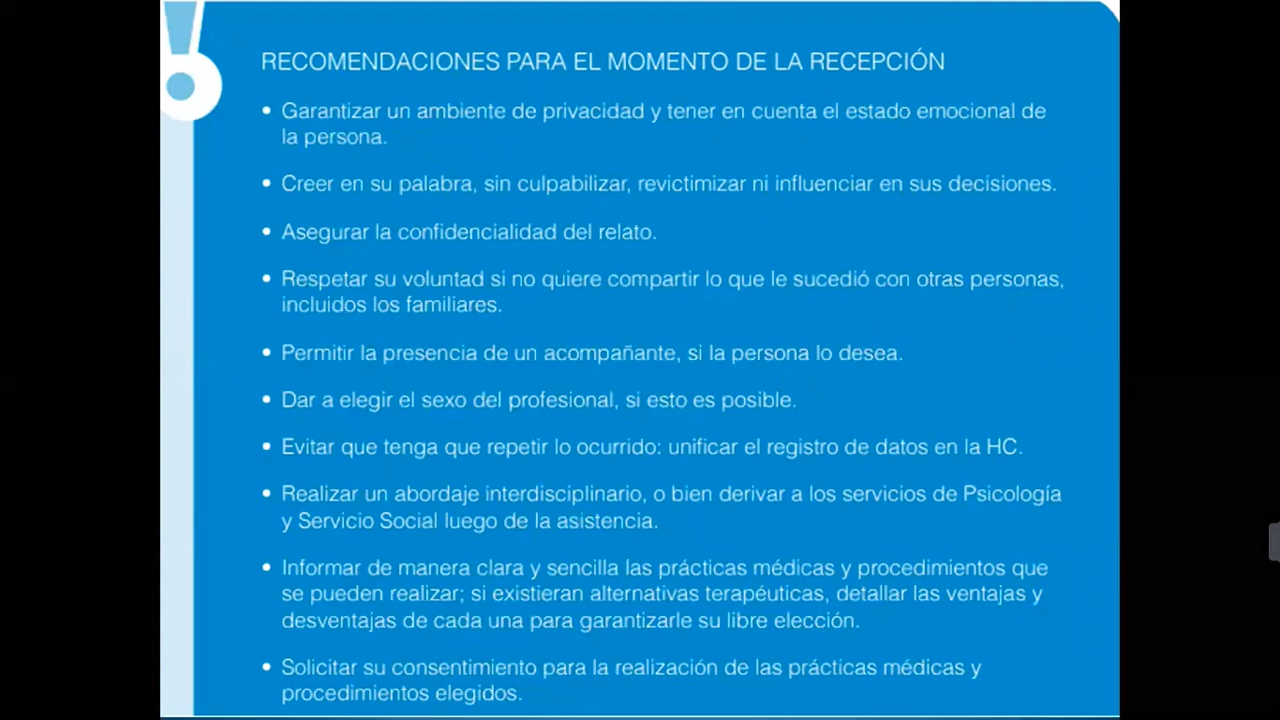 RECOMENDACIONES PARA EL MOMENTO DE LA RECEPCIÓN
• Garantizar un ambiente de privacidad y tener en cuenta el estado emocional de
la persona.
• Creer en su palabra, sin culpabilizar, revictimizar ni influenciar en sus decisiones.
• Asegurar la confidencialidad del relato.
• Respetar su voluntad si no quiere compartir lo que le sucedió con otras personas,
incluidos los familiares.
• Permitir la presencia de un acompañante, si la persona lo desea.
• Dar a elegir el sexo del profesional, si esto es posible.
• Evitar que tenga que repetir lo ocurrido: unificar el registro de datos en la HC.
• Realizar un abordaje interdisciplinario, o bien derivar a los servicios de Psicología
y Servicio Social luego de la asistencia.
• Informar de manera clara y sencilla las prácticas médicas y procedimientos que
se pueden realizar; si existieran alternativas terapéuticas, detallar las ventajas y
desventajas de cada una para garantizarle su libre elección.
• Solicitar su consentimiento para la realización de las prácticas médicas y
procedimientos elegidos.